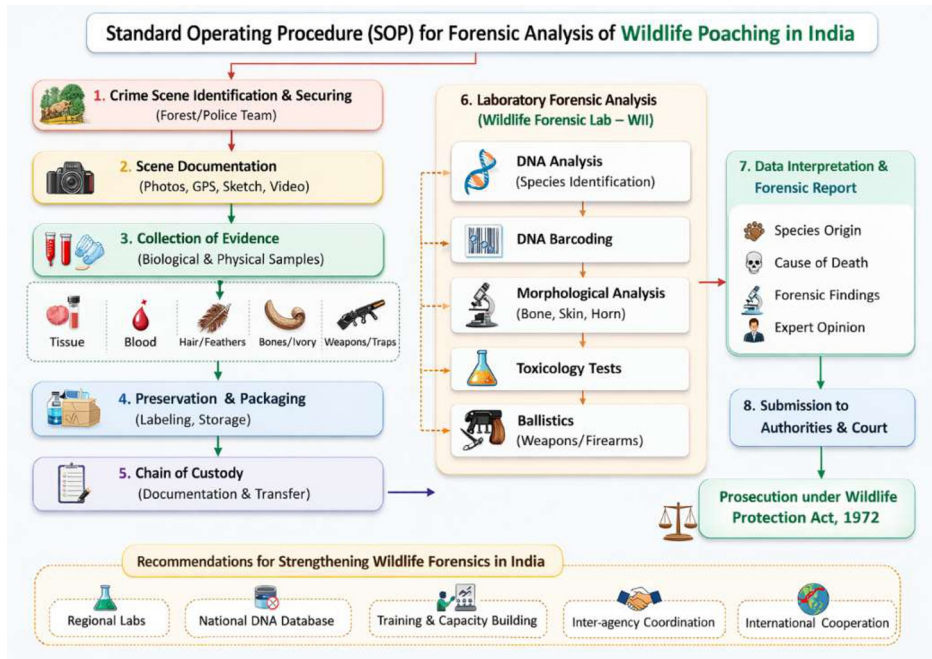 Standard Operating Procedure (SOP) for Forensic Analysis of Wildlife Poaching in India
1. Crime Scene Identification & Securing
(Forest/Police Team)
2. Scene Documentation
(Photos, GPS, Sketch, Video)
3. Collection of Evidence
(Biological & Physical Samples)
Tissue
Blood
Hair/Feathers
Bones/Ivory
Weapons/Traps
4. Preservation & Packaging
(Labeling, Storage)
5. Chain of Custody
(Documentation & Transfer)
6. Laboratory Forensic Analysis
(Wildlife Forensic Lab – WII)
DNA Analysis
(Species Identification)
DNA Barcoding
Morphological Analysis
(Bone, Skin, Horn)
Toxicology Tests
Ballistics
(Weapons/Firearms)
7. Data Interpretation &
Forensic Report
Species Origin
Cause of Death
Forensic Findings
Expert Opinion
8. Submission to
Authorities & Court
Prosecution under Wildlife
Protection Act, 1972
Recommendations for Strengthening Wildlife Forensics in India
Regional Labs
National DNA Database
Training & Capacity Building
Inter-agency Coordination
International Cooperation